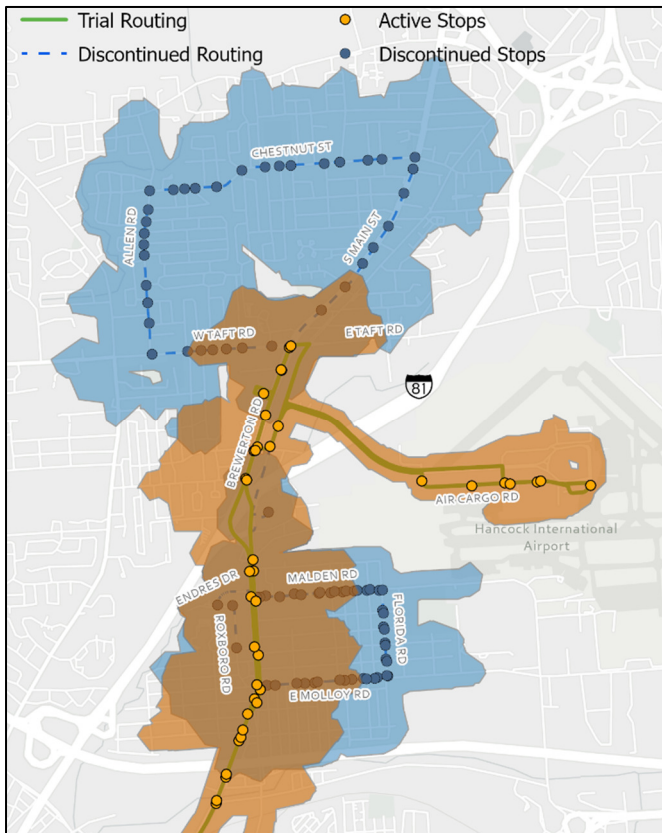 Trial Routing
Active Stops
Discontinued Routing
Discontinued Stops
CHESTNUT ST
ALLEN RD
S MAIN ST
W TAFT RD
E TAFT RD
81
BREWERTON RD
AIR CARGO RD
Hancock International
Airport
ENDRES DR
MALDEN RD
FLORIDA RD
ROXBORO RD
E MOLLOY RD